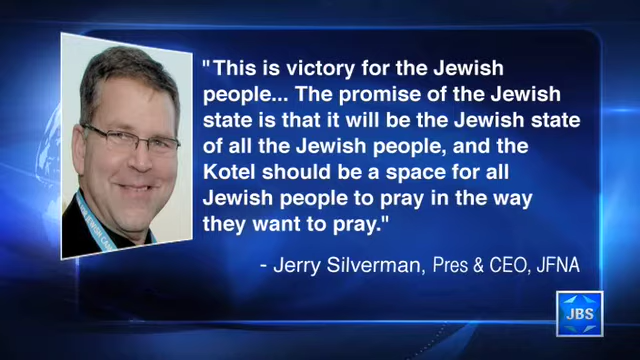 "This is victory for the Jewish
people... The promise of the Jewish
state is that it will be the Jewish state
of all the Jewish people, and the
Kotel should be a space for all
Jewish people to pray in the way
they want to pray."
- Jerry Silverman, Pres & CEO, JFNA
JBS